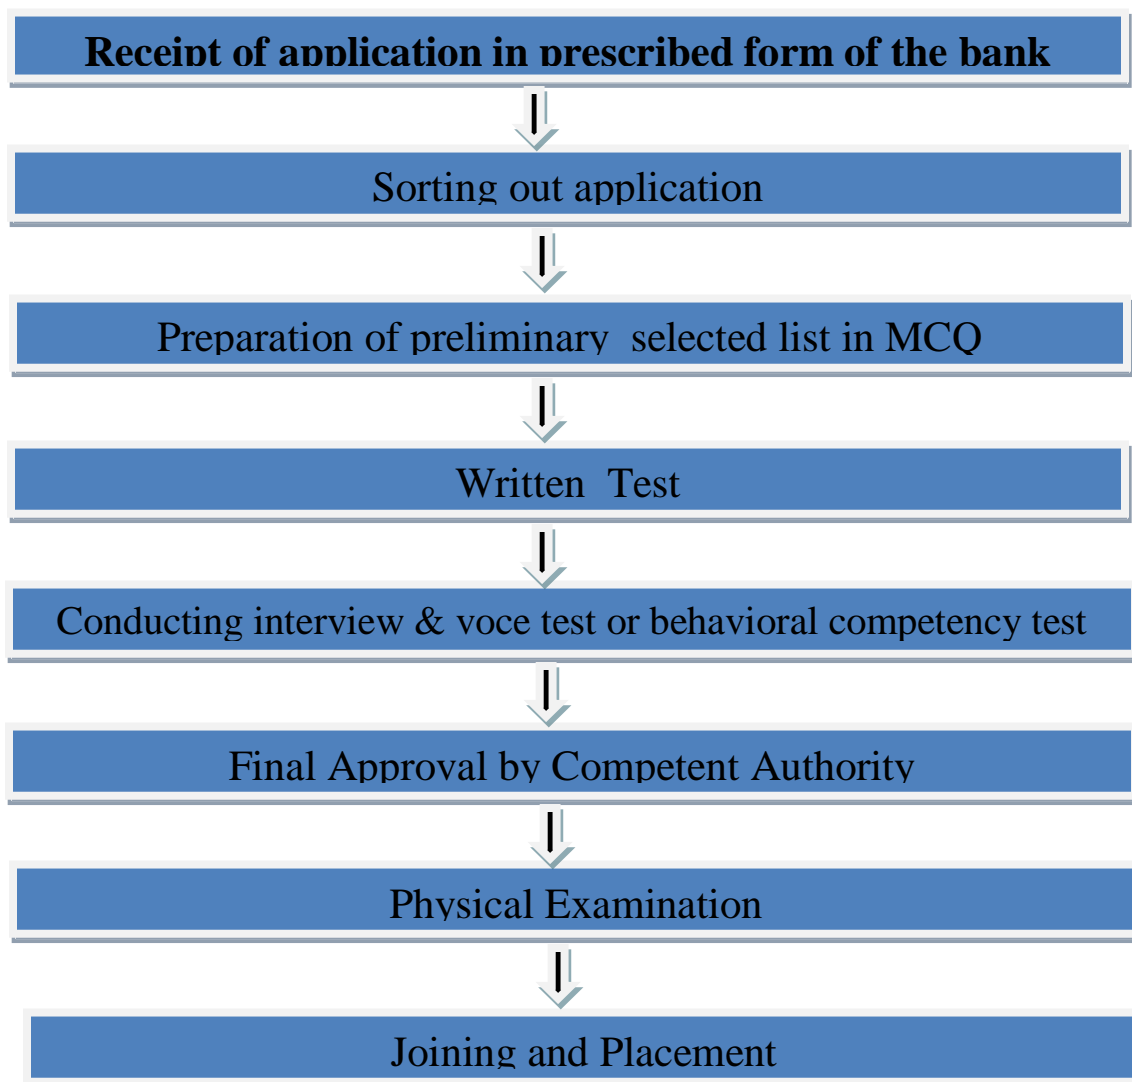 Receipt of application in prescribed form of the bank
Sorting out application
Preparation of preliminary selected list in MCQ
Written Test
Conducting interview & voce test or behavioral competency test
Final Approval by Competent Authority
Physical Examination
Joining and Placement